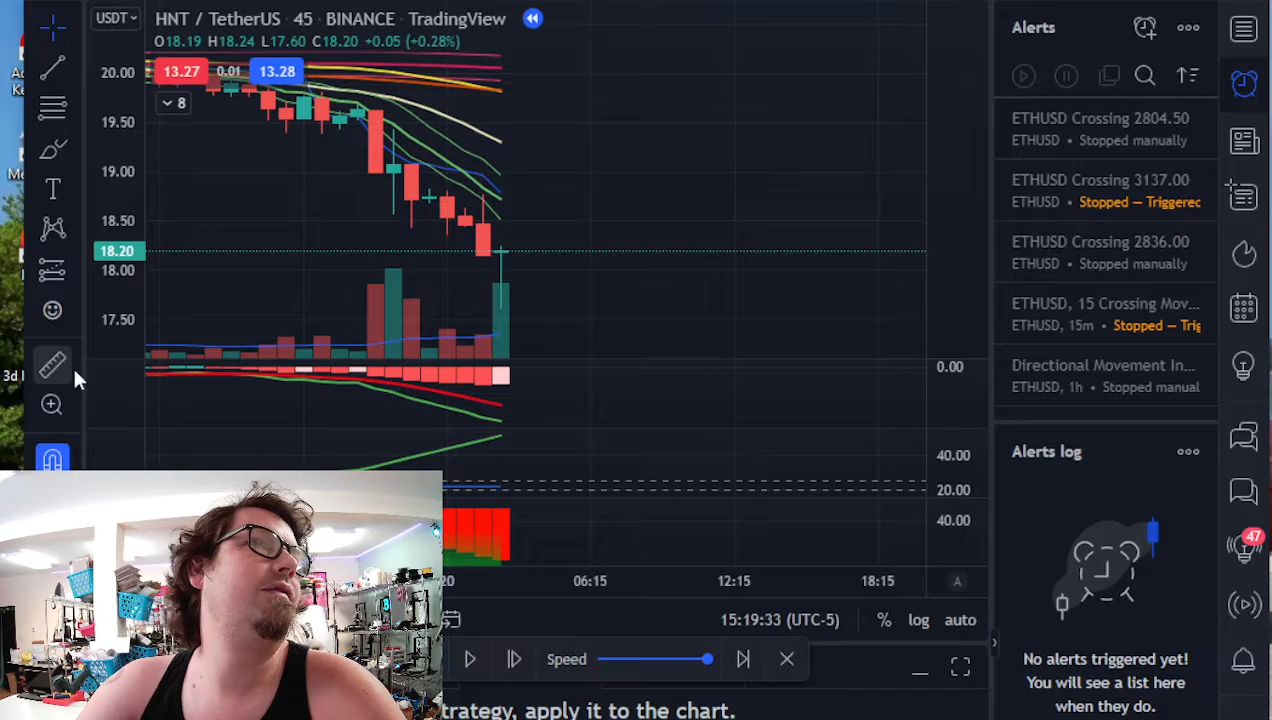 USDT
HNT / TetherUS · 45 · BINANCE · TradingView
O18.19 H18.24 L17.60 C18.20 +0.05 (+0.28%)
20.00
13.27
0.01
13.28
8
19.50
19.00
18.50
18.20
18.00
17.50
0.00
40.00
20.00
40.00
3d
06:15
12:15
18:15
A
15:19:33 (UTC-5)
%
log
auto
Speed
trategy, apply it to the chart.
Alerts
ETHUSD Crossing 2804.50
ETHUSD • Stopped manually
ETHUSD Crossing 3137.00
ETHUSD • Stopped — Triggered
ETHUSD Crossing 2836.00
ETHUSD • Stopped manually
ETHUSD, 15 Crossing Mov...
ETHUSD, 15m • Stopped — Trig
Directional Movement In...
ETHUSD, 1h • Stopped manual
Alerts log
47
No alerts triggered yet!
You will see a list here
when they do.